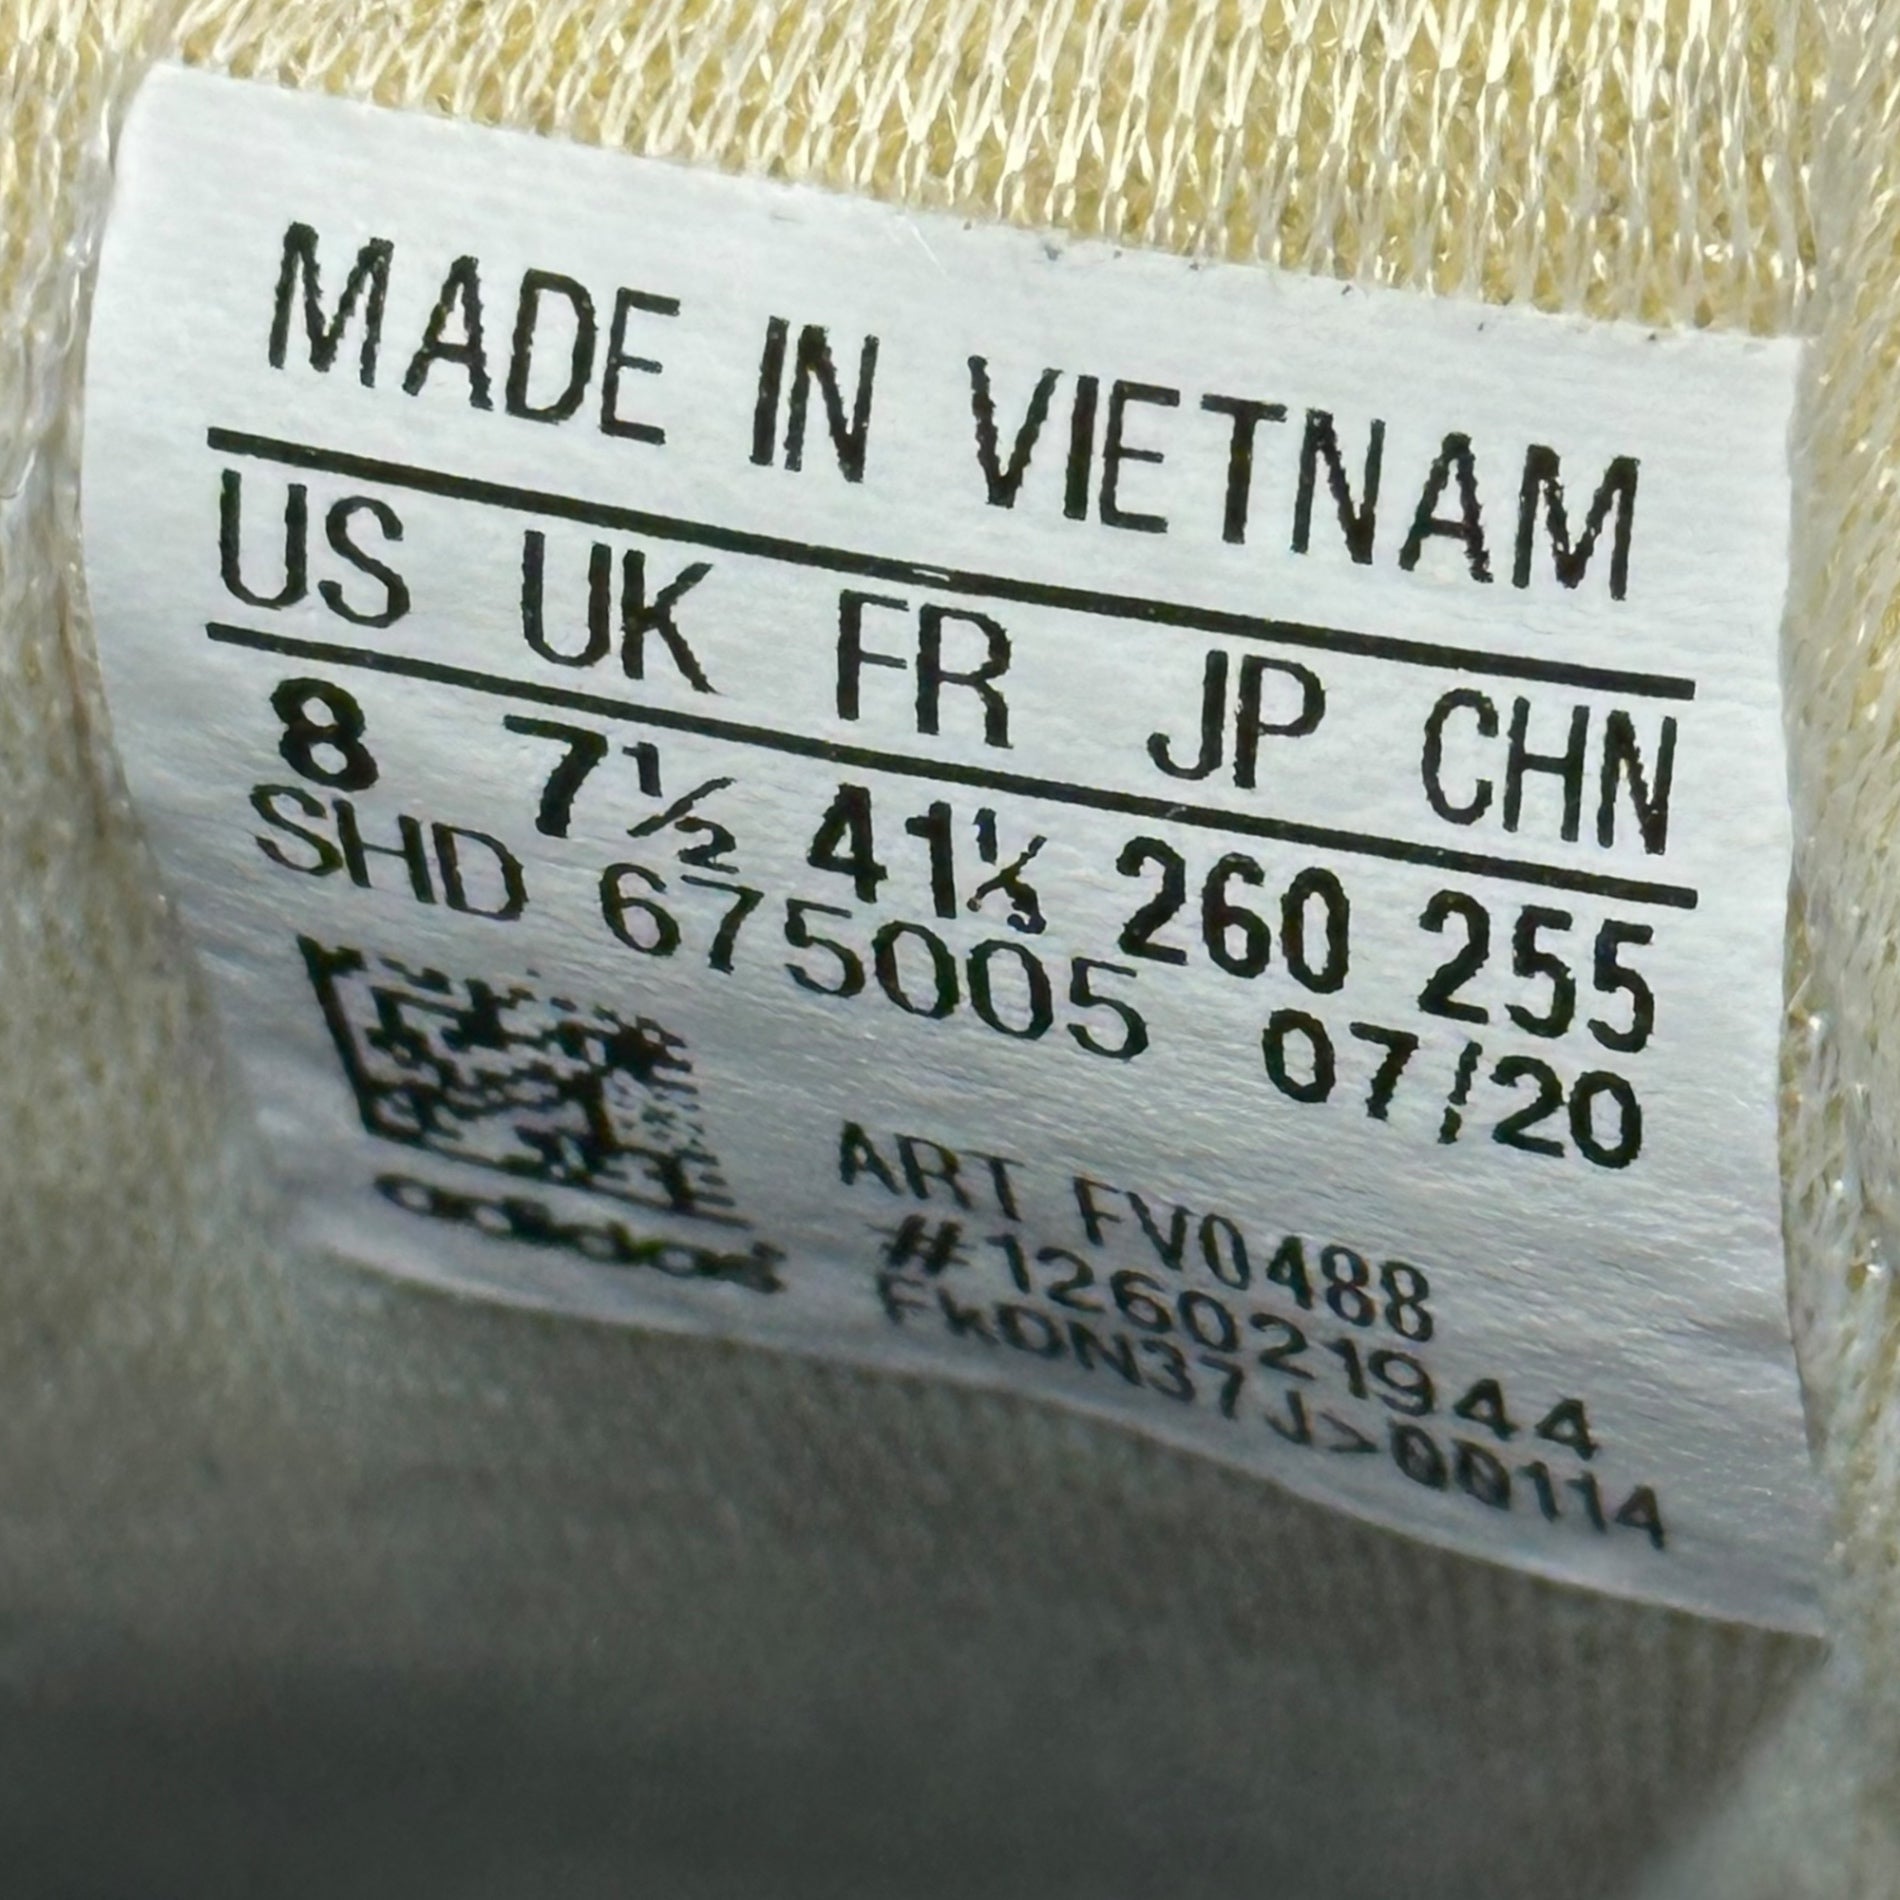 MADE IN VIETNAM
US UK FR JP CHN
8 7½ 41⅓ 260 255
SHD 675005 07/20
ART FV0488
adidas #126021944
FkDN37J>00114